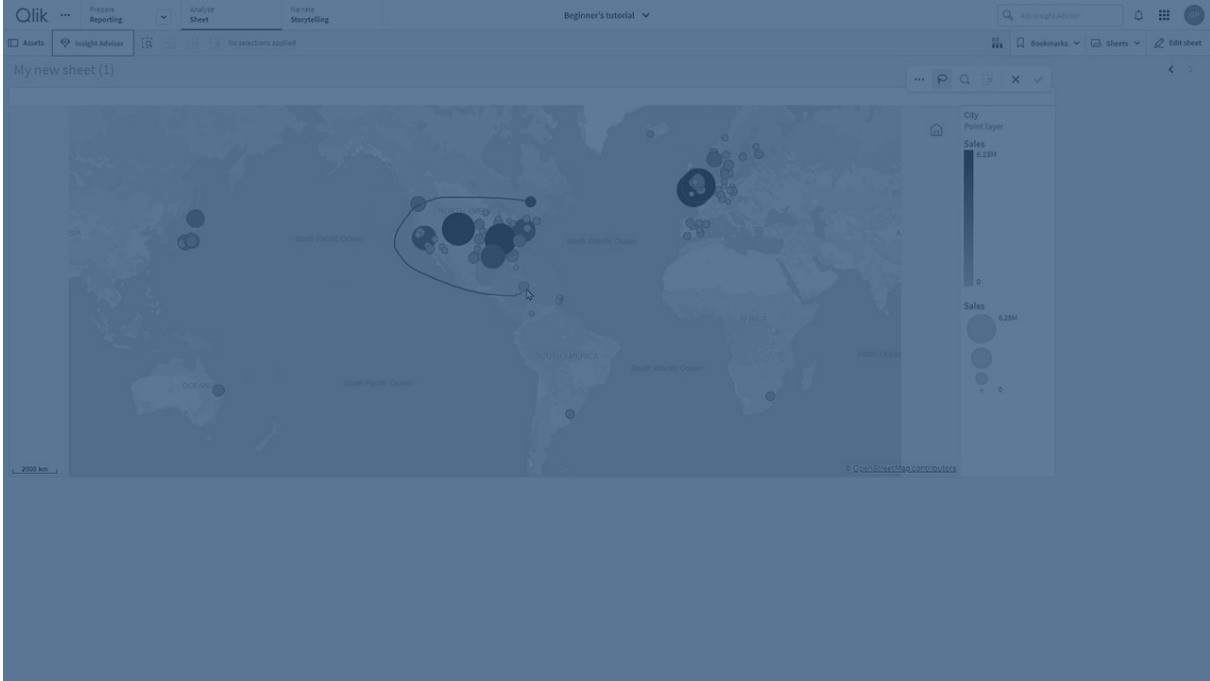 Qlik
Prepare
Reporting
Analyze
Sheet
Narrate
Storytelling
Beginner's tutorial
Ask Insight Advisor
Assets
Insight Advisor
No selections applied
Bookmarks
Sheets
Edit sheet
My new sheet (1)
City
Point layer
Sales
6.28M
0
Sales
6.28M
0
North Pacific Ocean
North Atlantic Ocean
AFRICA
SOUTH AMERICA
South Atlantic Ocean
Indian Ocean
South Pacific Ocean
2000 km
© OpenStreetMap contributors